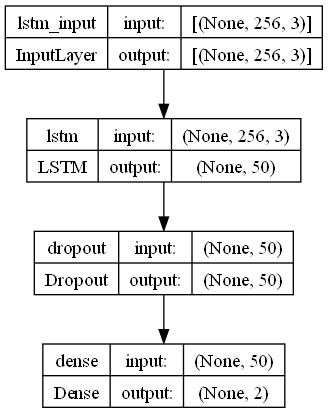 lstm_input input: [(None, 256, 3)]
InputLayer output: [(None, 256, 3)]
lstm input: (None, 256, 3)
LSTM output: (None, 50)
dropout input: (None, 50)
Dropout output: (None, 50)
dense input: (None, 50)
Dense output: (None, 2)